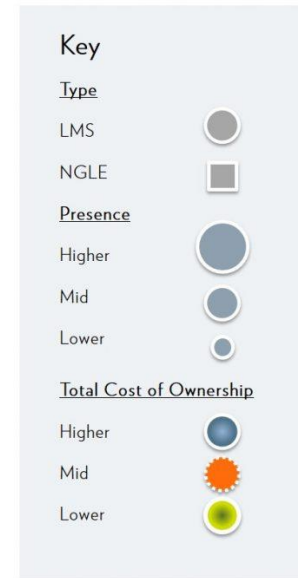 Key
Type
LMS
NGLE
Presence
Higher
Mid
Lower
Total Cost of Ownership
Higher
Mid
Lower